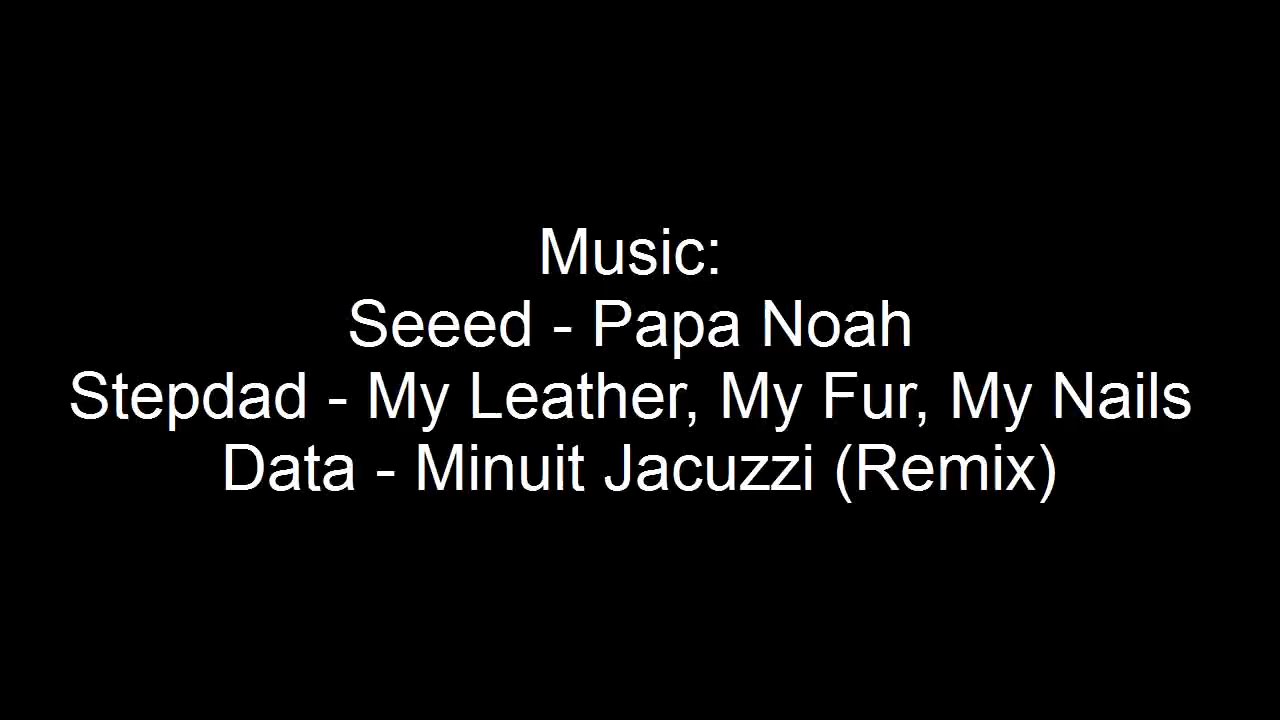 Music:
Seeed - Papa Noah
Stepdad - My Leather, My Fur, My Nails
Data - Minuit Jacuzzi (Remix)